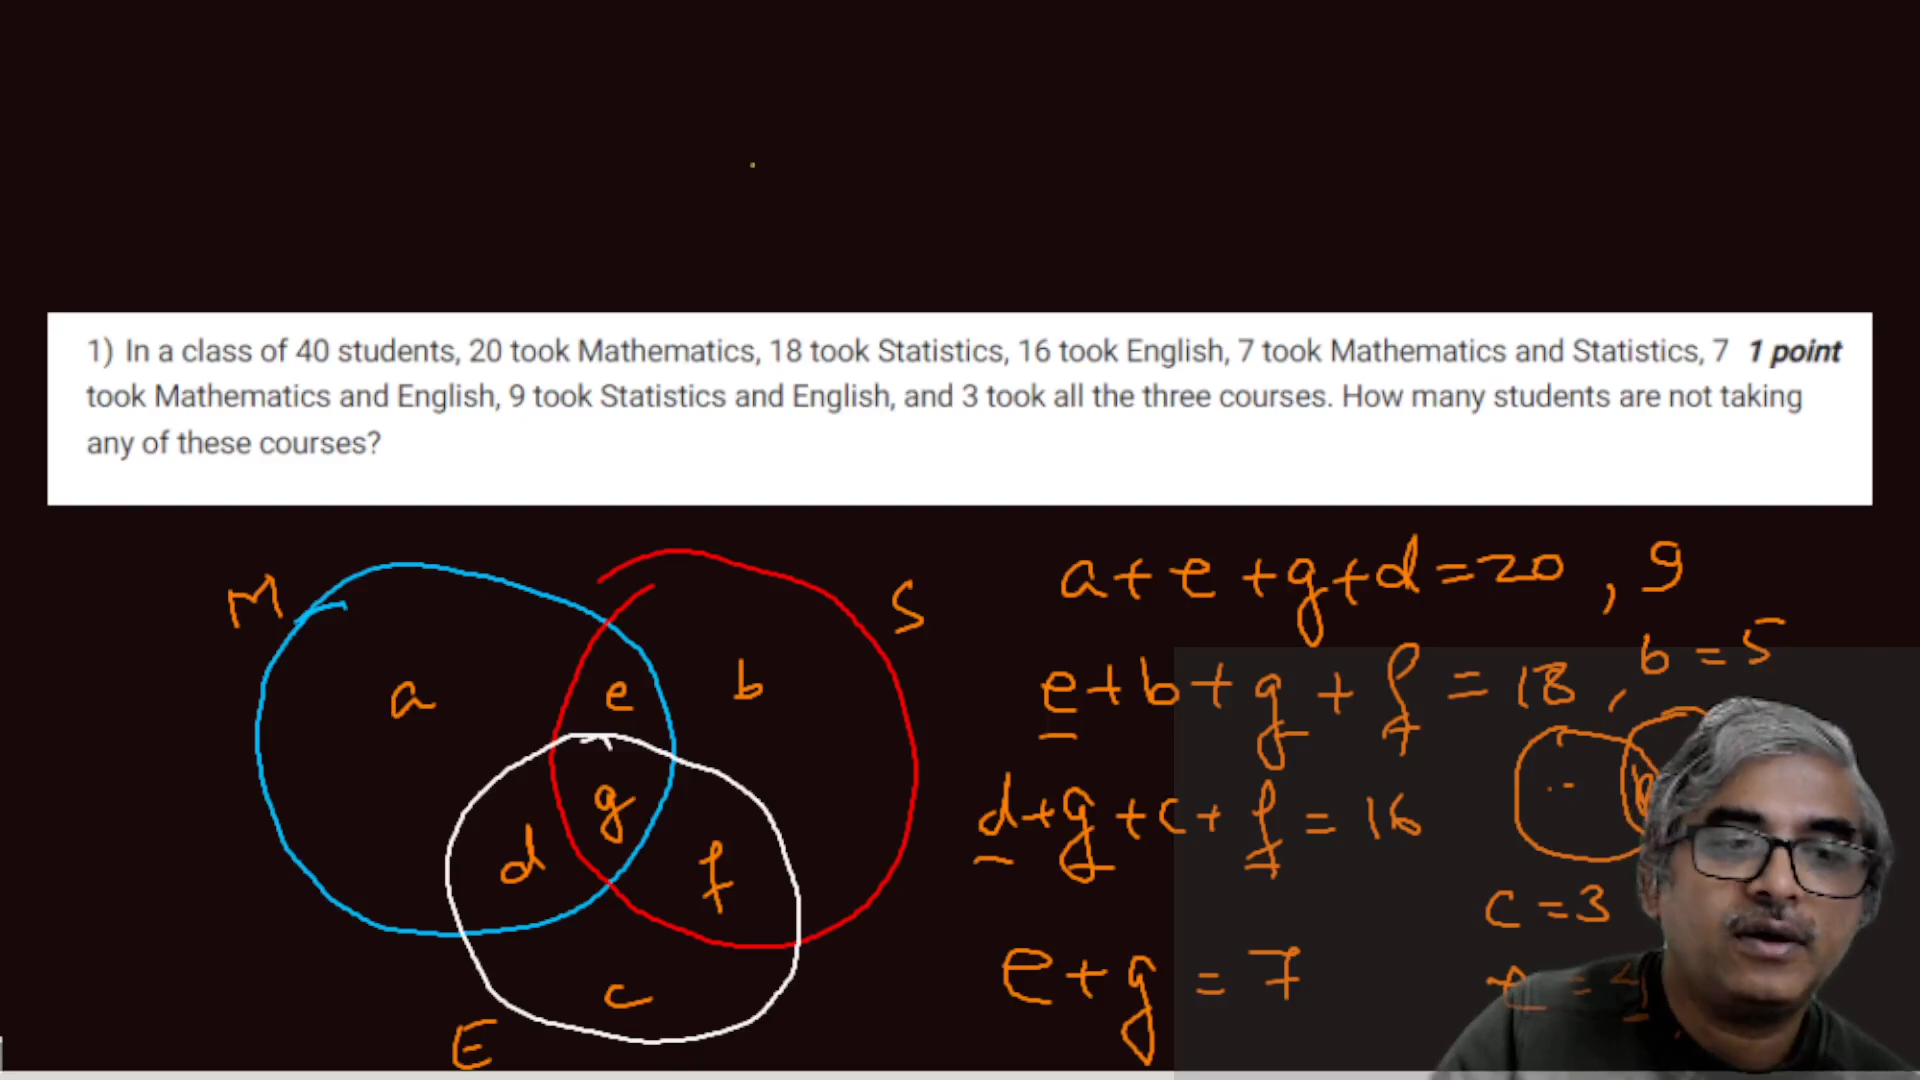 1) In a class of 40 students, 20 took Mathematics, 18 took Statistics, 16 took English, 7 took Mathematics and Statistics, 7 1 point
took Mathematics and English, 9 took Statistics and English, and 3 took all the three courses. How many students are not taking
any of these courses?
M
S
a
e
b
g
d
f
c
E
a+e+g+d=20, 9
e+b+g+f=18, b=5
d+g+c+f=16
c=3
e+g=7